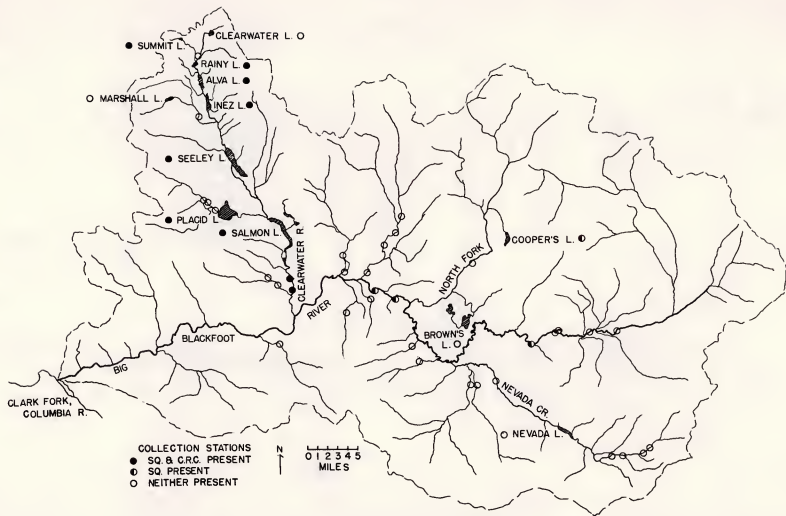 CLEARWATER L.
SUMMIT L.
RAINY L.
ALVA L.
MARSHALL L.
INEZ L.
SEELEY L.
PLACID L.
SALMON L.
CLEARWATER R.
COOPER'S L.
NORTH FORK
RIVER
BROWN'S
L.
BLACKFOOT
BIG
NEVADA CR.
CLARK FORK,
COLUMBIA R.
NEVADA L.
COLLECTION STATIONS
SQ. & C.R.C. PRESENT
SQ. PRESENT
NEITHER PRESENT
N
0 1 2 3 4 5
MILES